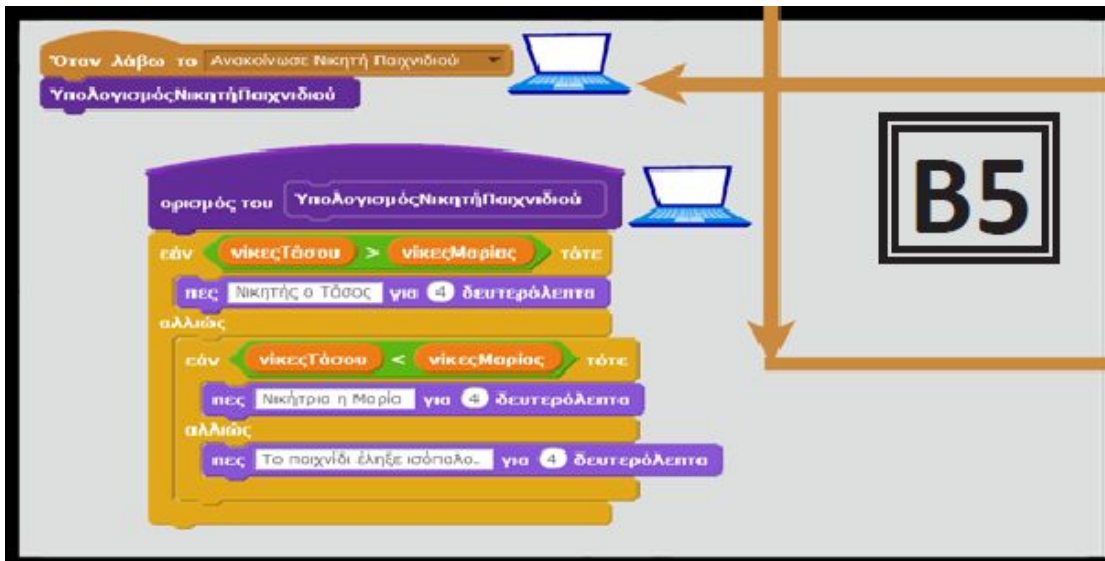 Όταν λάβω το Ανακοίνωσε Νικητή Παιχνιδιού
ΥπολογισμόςΝικητήΠαιχνιδιού
B5
ορισμός του ΥπολογισμόςΝικητήΠαιχνιδιού
εάν νίκεςΤάσου > νίκεςΜαρίας τότε
πες Νικητής ο Τάσος για 4 δευτερόλεπτα
αλλιώς
εάν νίκεςΤάσου < νίκεςΜαρίας τότε
πες Νικήτρια η Μαρία για 4 δευτερόλεπτα
αλλιώς
πες Το παιχνίδι έληξε ισόπαλο. για 4 δευτερόλεπτα